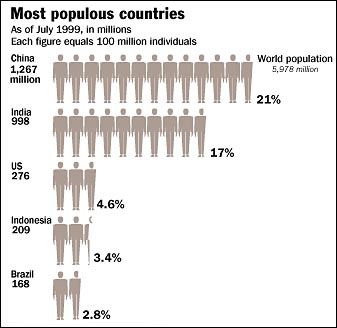 Most populous countries
As of July 1999, in millions
Each figure equals 100 million individuals
China
1,267
million
World population
5,978 million
21%
India
998
17%
US
276
4.6%
Indonesia
209
3.4%
Brazil
168
2.8%